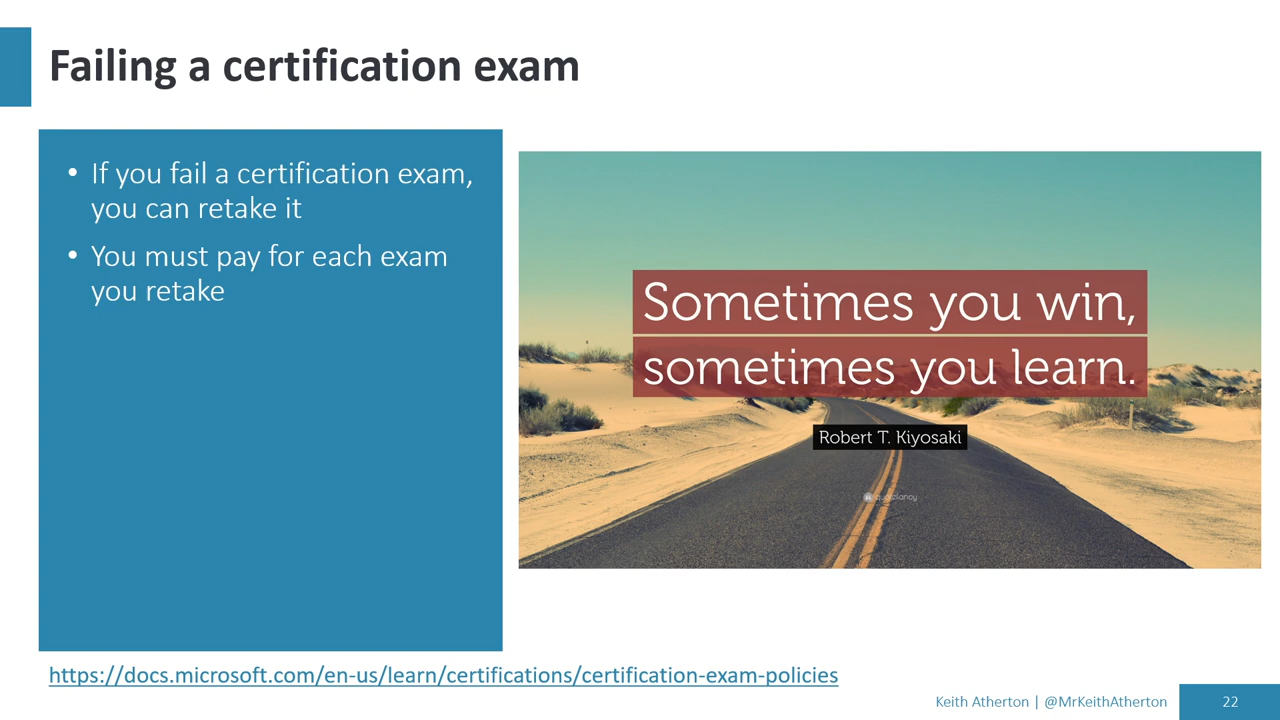 Failing a certification exam
• If you fail a certification exam,
you can retake it
• You must pay for each exam
you retake
Sometimes you win,
sometimes you learn.
Robert T. Kiyosaki
quotefancy
https://docs.microsoft.com/en-us/learn/certifications/certification-exam-policies
Keith Atherton | @MrKeithAtherton
22